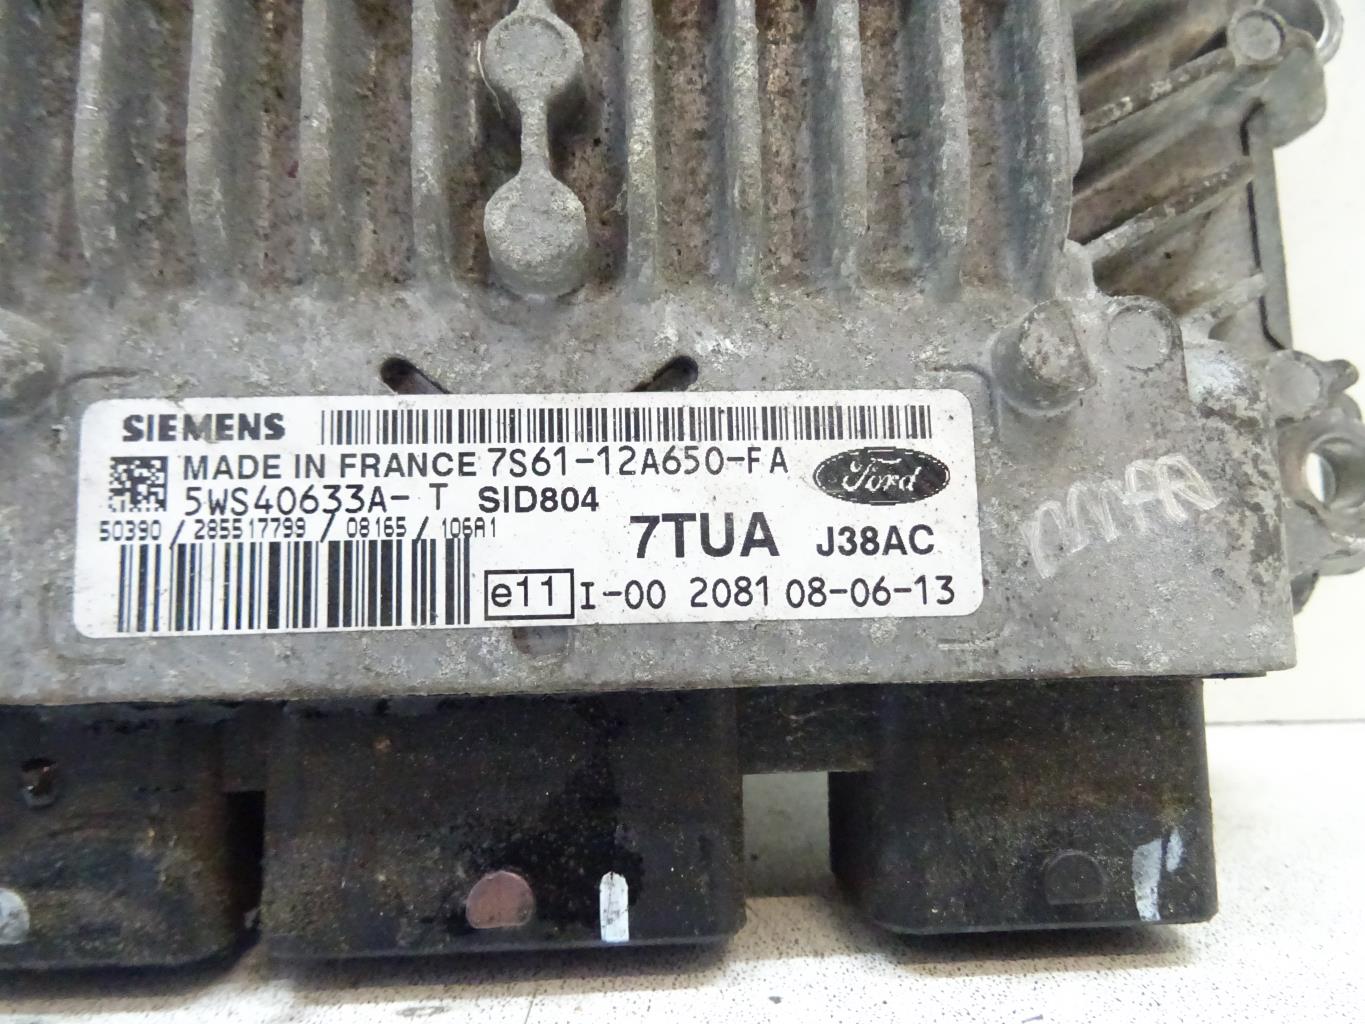 SIEMENS
MADE IN FRANCE 7S61-12A650-FA
Ford
5WS40633A-T SID804
50390 / 285517799 / 08165 / 106A1
7TUA J38AC
e11 I-00 2081 08-06-13